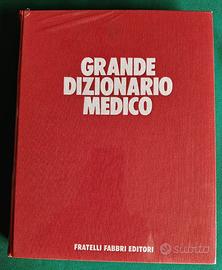 GRANDE
DIZIONARIO
MEDICO
FRATELLI FABBRI EDITORI
subito